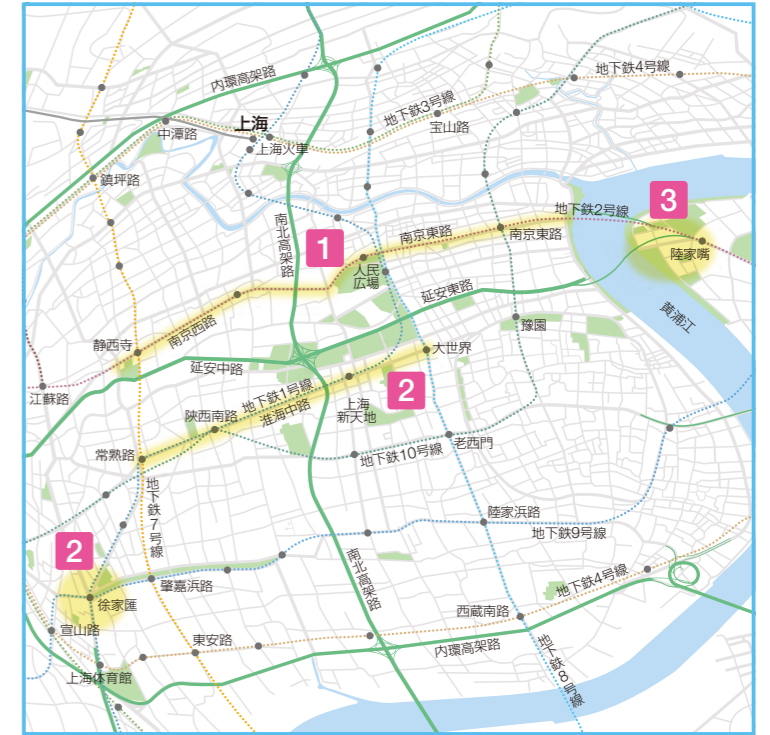 内環高架路
地下鉄4号線
地下鉄3号線
上海
中潭路
宝山路
上海火車
鎮坪路
3
地下鉄2号線
南北高架路
1
南京東路
南京東路
陸家嘴
人民
広場
延安東路
黄浦江
豫園
南京西路
静西寺
大世界
延安中路
2
江蘇路
地下鉄1号線
淮海中路
上海
新天地
陝西南路
老西門
常熟路
地下鉄10号線
地下鉄7号線
陸家浜路
地下鉄9号線
2
南北高架路
地下鉄4号線
肇嘉浜路
徐家匯
西蔵南路
宣山路
東安路
内環高架路
地下鉄8号線
上海体育館